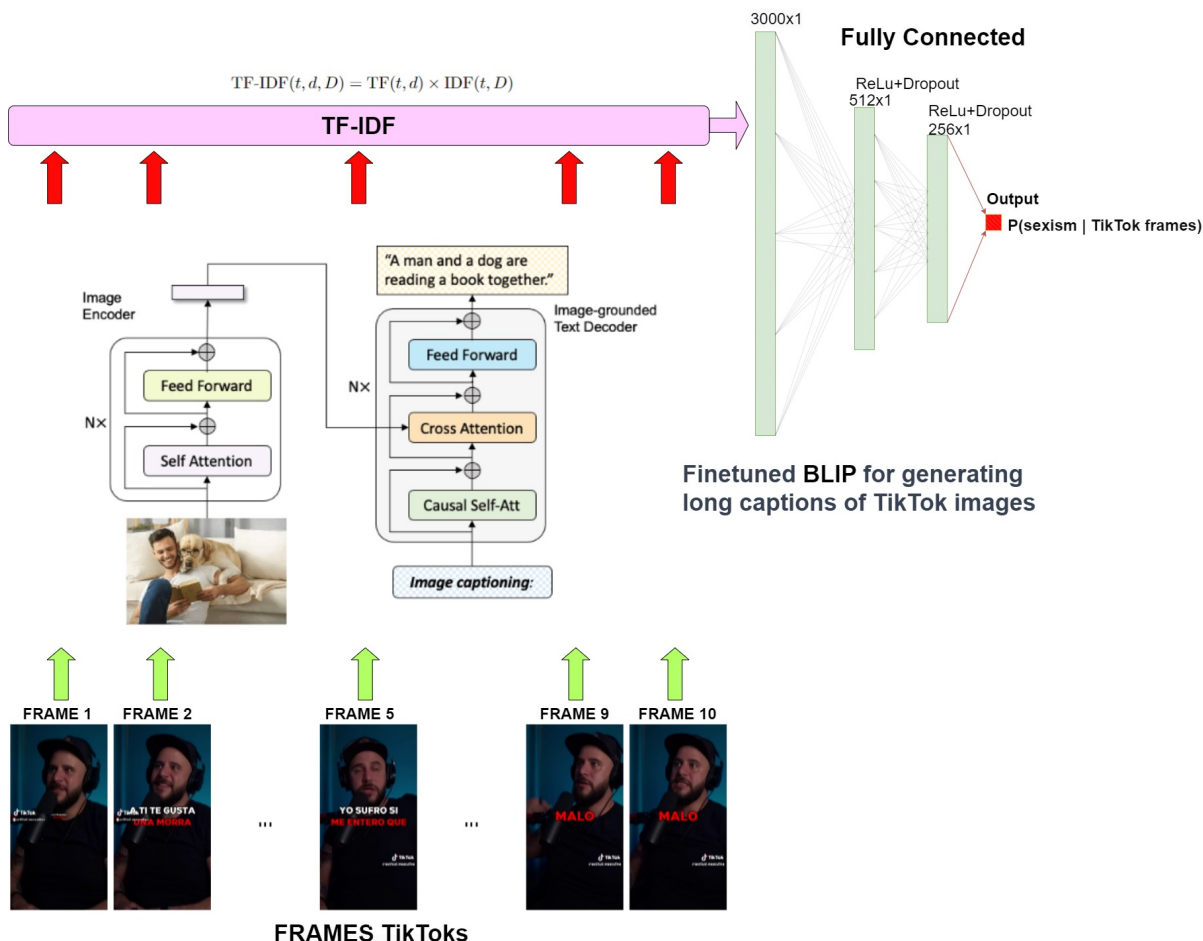 3000x1
Fully Connected
TF-IDF(t, d, D) = TF(t, d) × IDF(t, D)
ReLu+Dropout
512x1
TF-IDF
ReLu+Dropout
256x1
Output
P(sexism | TikTok frames)
"A man and a dog are
reading a book together."
Image
Encoder
Image-grounded
Text Decoder
Feed Forward
N×
Self Attention
Feed Forward
N×
Cross Attention
Causal Self-Att
Image captioning:
Finetuned BLIP for generating
long captions of TikTok images
FRAME 1
FRAME 2
FRAME 5
FRAME 9
FRAME 10
TikTok
A TI TE GUSTA
UNA MORRA
...
YO SUFRO SI
ME ENTERO QUE
TikTok
...
MALO
TikTok
MALO
TikTok
FRAMES TikToks